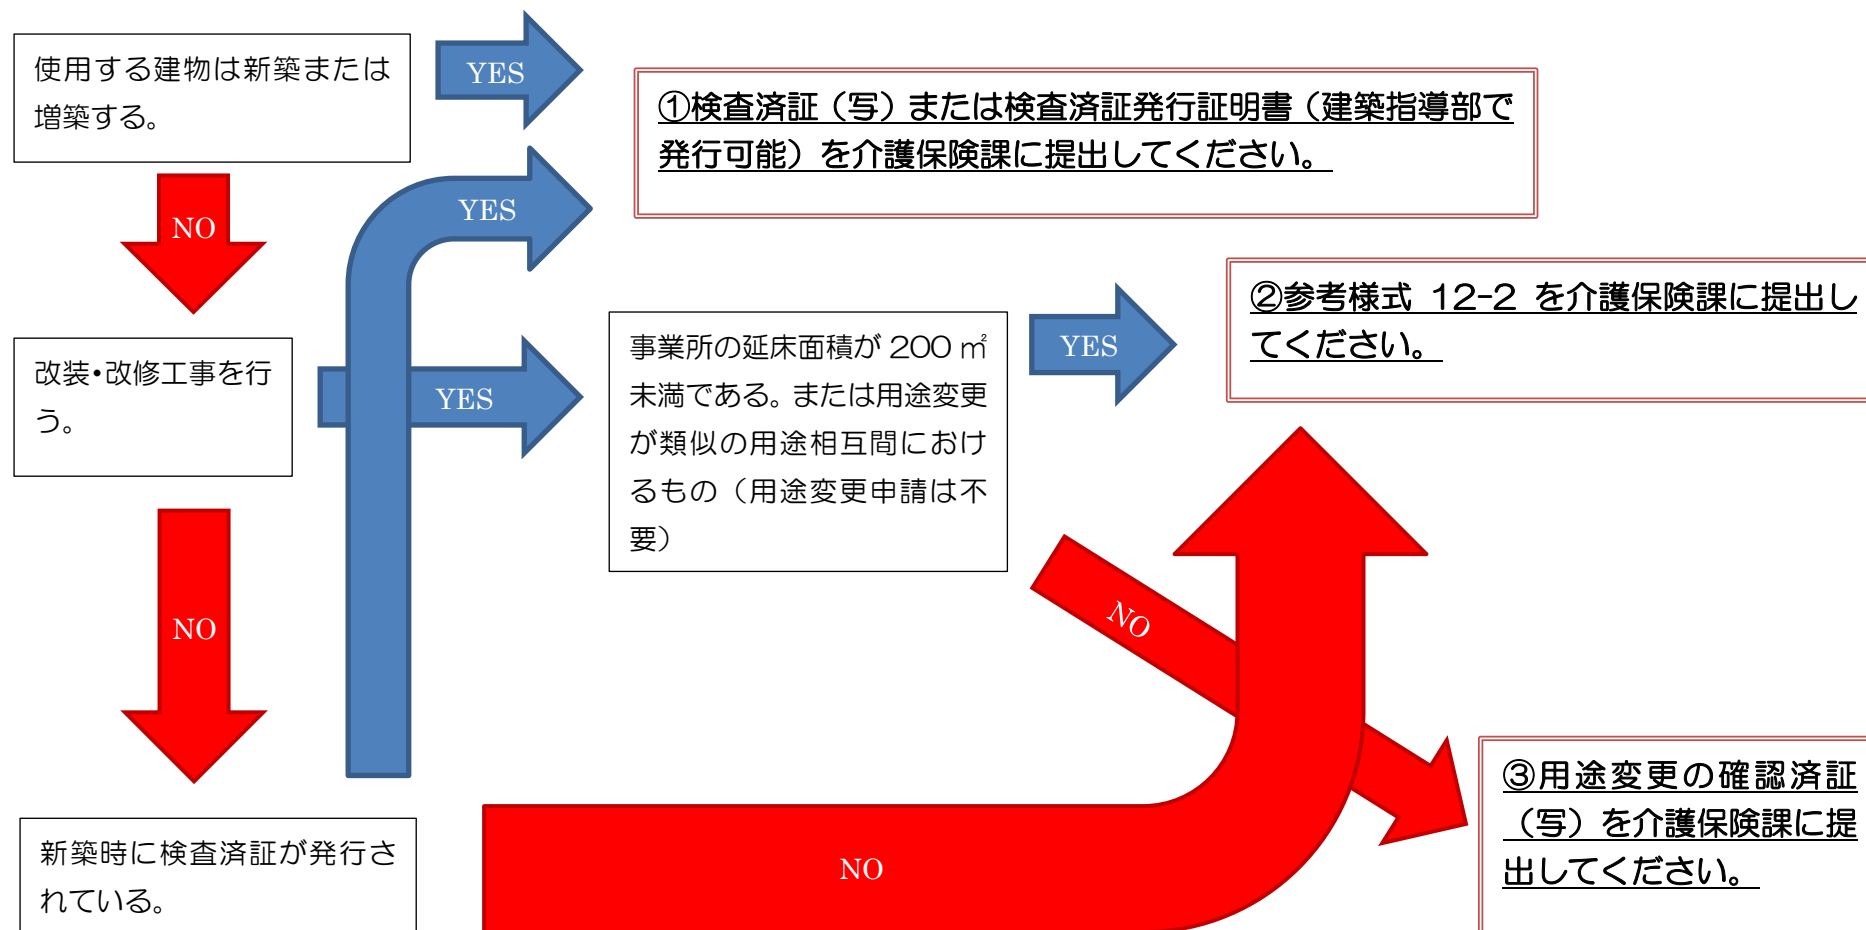 使用する建物は新築または
増築する。
YES
①検査済証（写）または検査済証発行証明書（建築指導部で
発行可能）を介護保険課に提出してください。
NO
YES
改装・改修工事を行
う。
YES
事業所の延床面積が 200 ㎡
未満である。または用途変更
が類似の用途相互間におけ
るもの（用途変更申請は不
要）
YES
②参考様式 12-2 を介護保険課に提出し
てください。
NO
NO
③用途変更の確認済証
（写）を介護保険課に提
出してください。
新築時に検査済証が発行さ
れている。
NO